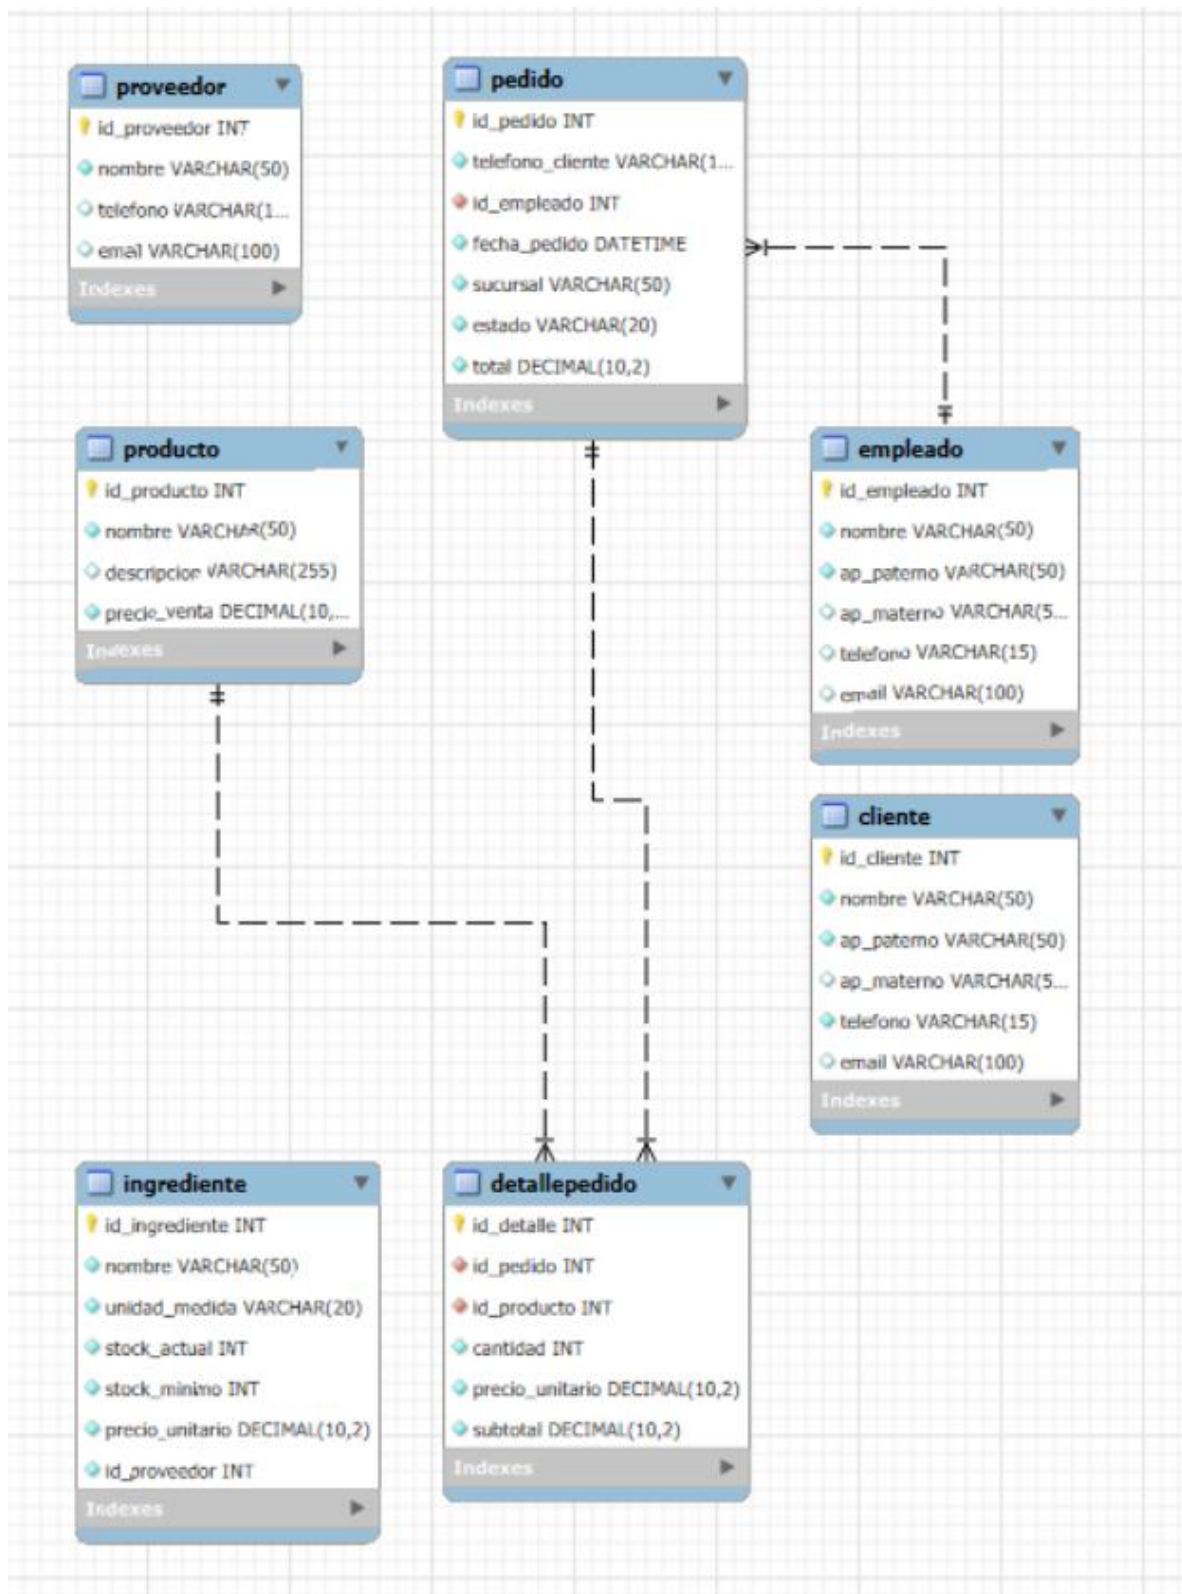 proveedor
id_proveedor INT
nombre VARCHAR(50)
telefono VARCHAR(1...
email VARCHAR(100)
Indexes
pedido
id_pedido INT
telefono_cliente VARCHAR(1...
id_empleado INT
fecha_pedido DATETIME
sucursal VARCHAR(50)
estado VARCHAR(20)
total DECIMAL(10,2)
Indexes
producto
id_producto INT
nombre VARCHAR(50)
descripcion VARCHAR(255)
precio_venta DECIMAL(10,...
Indexes
empleado
id_empleado INT
nombre VARCHAR(50)
ap_paterno VARCHAR(50)
ap_materno VARCHAR(5...
telefono VARCHAR(15)
email VARCHAR(100)
Indexes
cliente
id_cliente INT
nombre VARCHAR(50)
ap_paterno VARCHAR(50)
ap_materno VARCHAR(5...
telefono VARCHAR(15)
email VARCHAR(100)
Indexes
ingrediente
id_ingrediente INT
nombre VARCHAR(50)
unidad_medida VARCHAR(20)
stock_actual INT
stock_minimo INT
precio_unitario DECIMAL(10,2)
id_proveedor INT
Indexes
detallepedido
id_detalle INT
id_pedido INT
id_producto INT
cantidad INT
precio_unitario DECIMAL(10,2)
subtotal DECIMAL(10,2)
Indexes